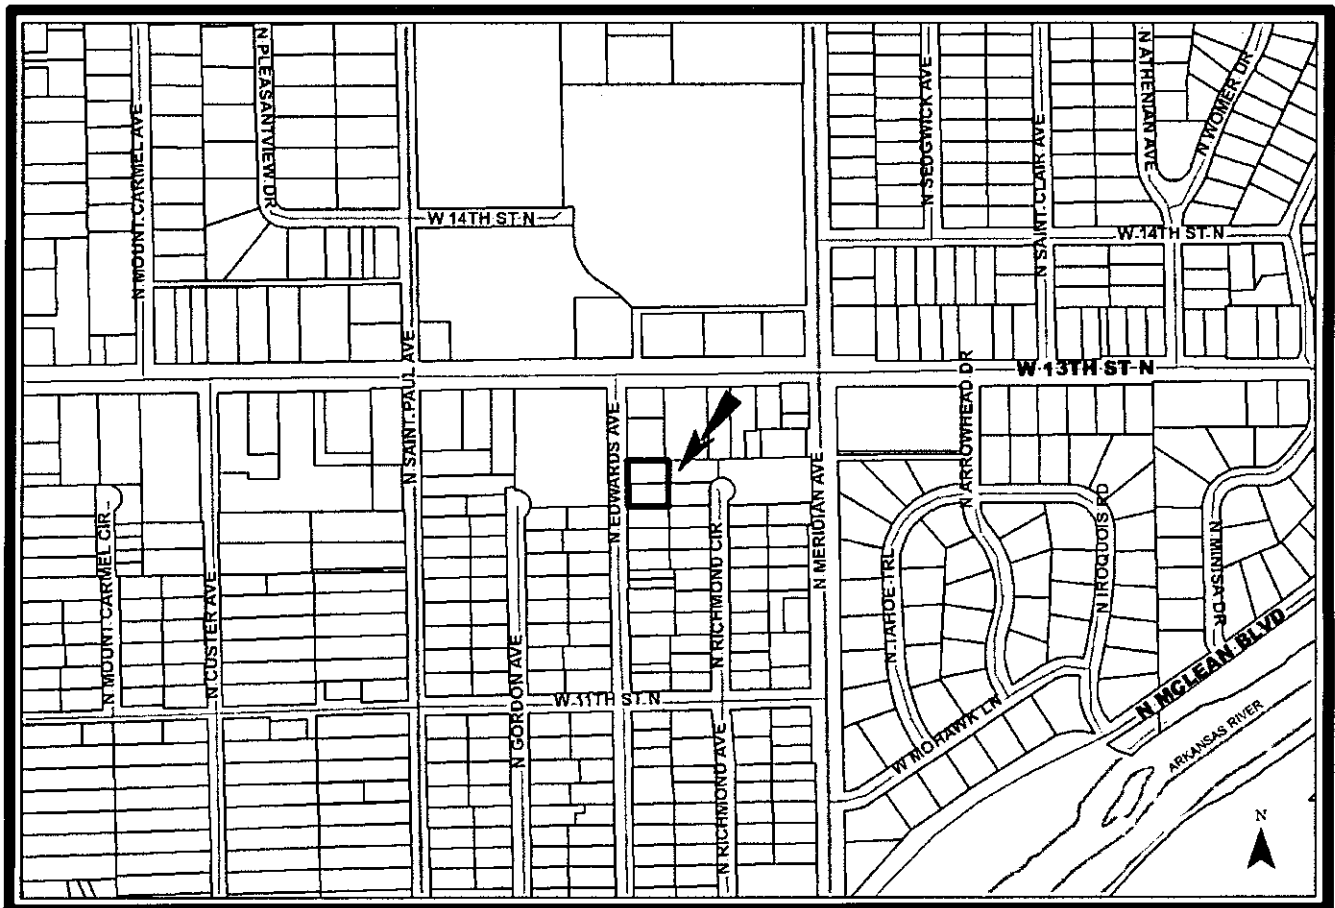 N PLEASANTVIEW DR
N ATHENIAN AVE
N WOMER DR
N MOUNT CARMEL AVE
N SEDGWICK AVE
N SAINT CLAIR AVE
W 14TH ST N
W 14TH ST N
N SAINT PAUL AVE
W 13TH ST N
N ARROWHEAD DR
N EDWARDS AVE
N MERIDIAN AVE
N MOUNT CARMEL CIR
N CUSTER AVE
N GORDON AVE
N RICHMOND CIR
N TAHOE TRL
N IROQUOIS RD
N MINISA DR
N MCLEAN BLVD
W 11TH ST N
W MOHAWK LN
ARKANSAS RIVER
N RICHMOND AVE
N